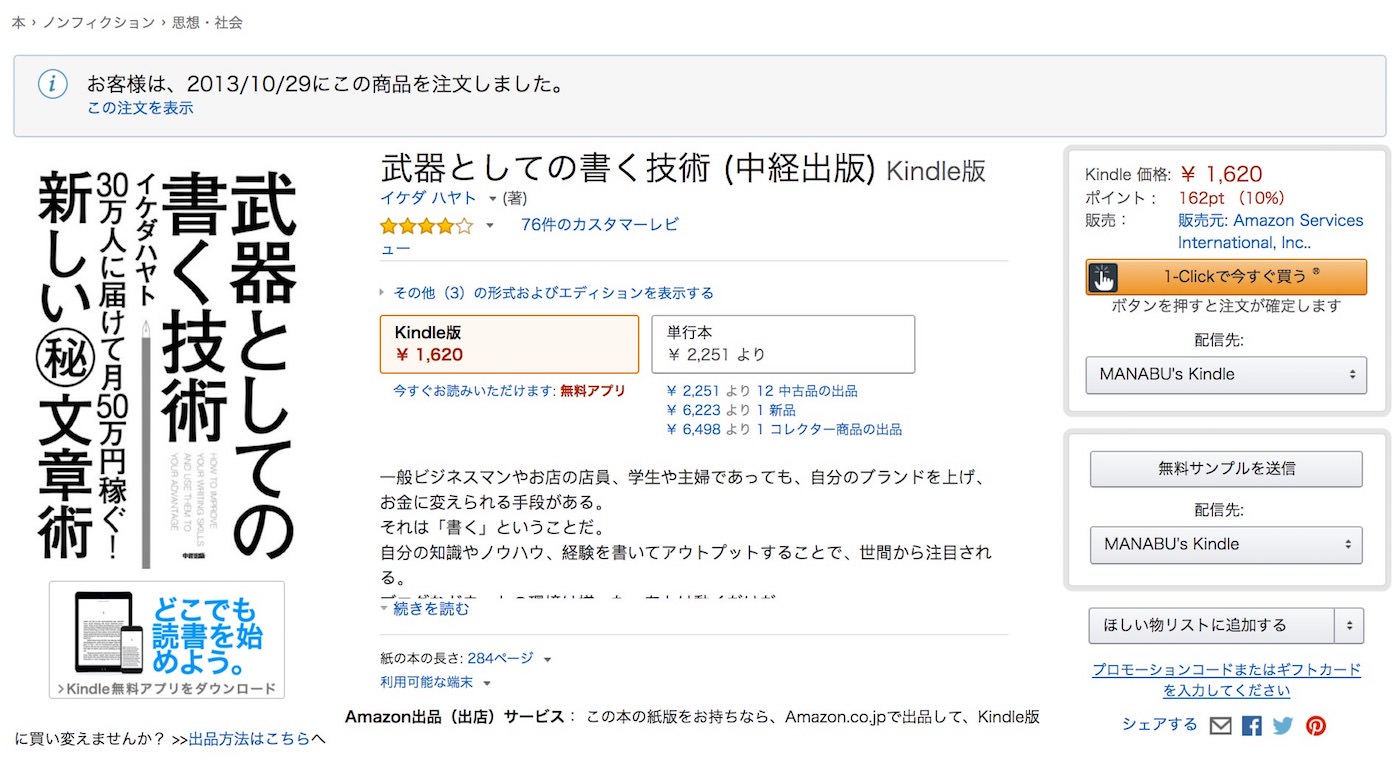 本 › ノンフィクション › 思想・社会
お客様は、2013/10/29にこの商品を注文しました。
この注文を表示
武器としての
書く技術
イケダハヤト
30万人に届けて月50万円稼ぐ!
新しい㊙文章術
HOW TO IMPROVE
YOUR WRITING SKILLS
AND USE THEM TO
YOUR ADVANTAGE
中経出版
どこでも
読書を始
めよう。
›Kindle無料アプリをダウンロード
武器としての書く技術 (中経出版) Kindle版
イケダ ハヤト (著)
76件のカスタマーレビ
ュー
その他（3）の形式およびエディションを表示する
Kindle版
￥ 1,620
単行本
￥ 2,251 より
今すぐお読みいただけます: 無料アプリ
￥ 2,251 より 12 中古品の出品
￥ 6,223 より 1 新品
￥ 6,498 より 1 コレクター商品の出品
一般ビジネスマンやお店の店員、学生や主婦であっても、自分のブランドを上げ、
お金に変えられる手段がある。
それは「書く」ということだ。
自分の知識やノウハウ、経験を書いてアウトプットすることで、世間から注目され
る。
続きを読む
紙の本の長さ: 284ページ
利用可能な端末
Amazon出品（出店）サービス： この本の紙版をお持ちなら、Amazon.co.jpで出品して、Kindle版
に買い変えませんか？ >>出品方法はこちらへ
Kindle 価格: ￥ 1,620
ポイント： 162pt (10%)
販売： 販売元: Amazon Services
International, Inc..
1-Clickで今すぐ買う ®
ボタンを押すと注文が確定します
配信先:
MANABU's Kindle
無料サンプルを送信
配信先:
MANABU's Kindle
ほしい物リストに追加する
プロモーションコードまたはギフトカード
を入力してください
シェアする